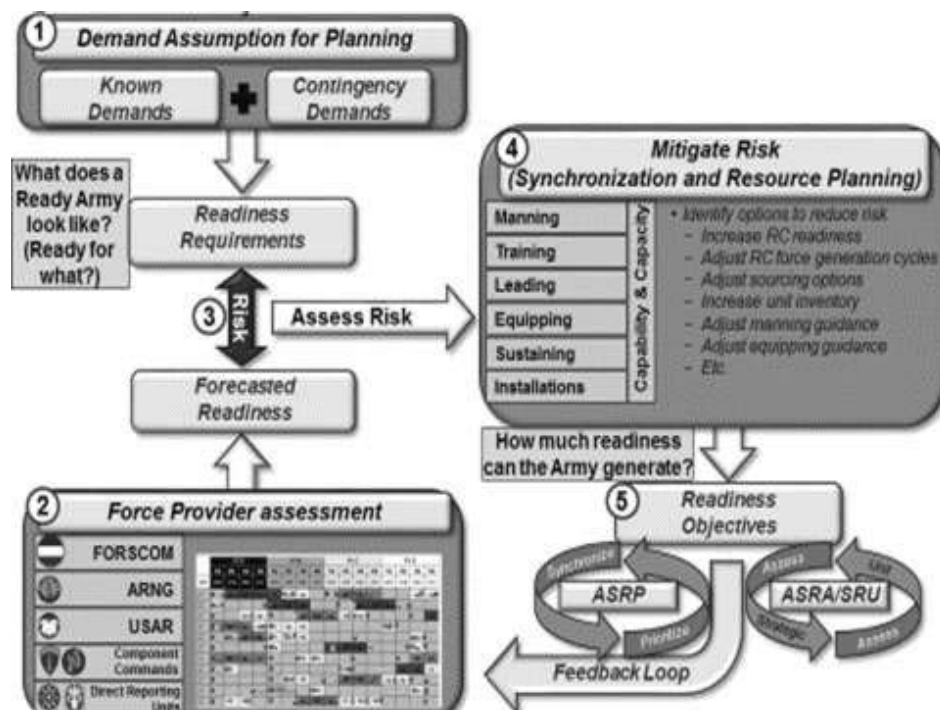 1
Demand Assumption for Planning
Known
Demands
Contingency
Demands
What does a
Ready Army
look like?
(Ready for
what?)
Readiness
Requirements
3
Risk
Assess Risk
Forecasted
Readiness
2
Force Provider assessment
FORSCOM
ARNG
USAR
Component
Commands
Direct Reporting
Units
4
Mitigate Risk
(Synchronization and Resource Planning)
Manning
Training
Leading
Equipping
Sustaining
Installations
Capability & Capacity
• Identify options to reduce risk
– Increase RC readiness
– Adjust RC force generation cycles
– Adjust sourcing options
– Increase unit inventory
– Adjust manning guidance
– Adjust equipping guidance
– Etc
How much readiness
can the Army generate?
5
Readiness
Objectives
Synchronize
ASRP
Prioritize
Assess
Unit
ASRA/SRU
Strategic
Assess
Feedback Loop